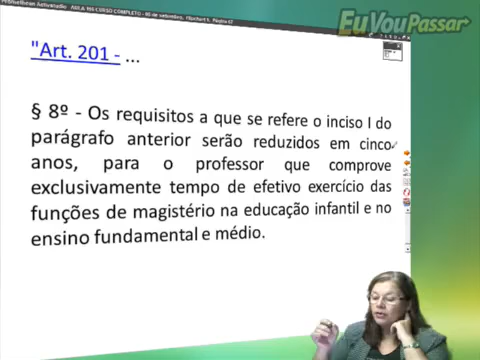 EuVouPassar
"Art. 201 - ...
§ 8º - Os requisitos a que se refere o inciso I do
parágrafo anterior serão reduzidos em cinco
anos, para o professor que comprove
exclusivamente tempo de efetivo exercício das
funções de magistério na educação infantil e no
ensino fundamental e médio.